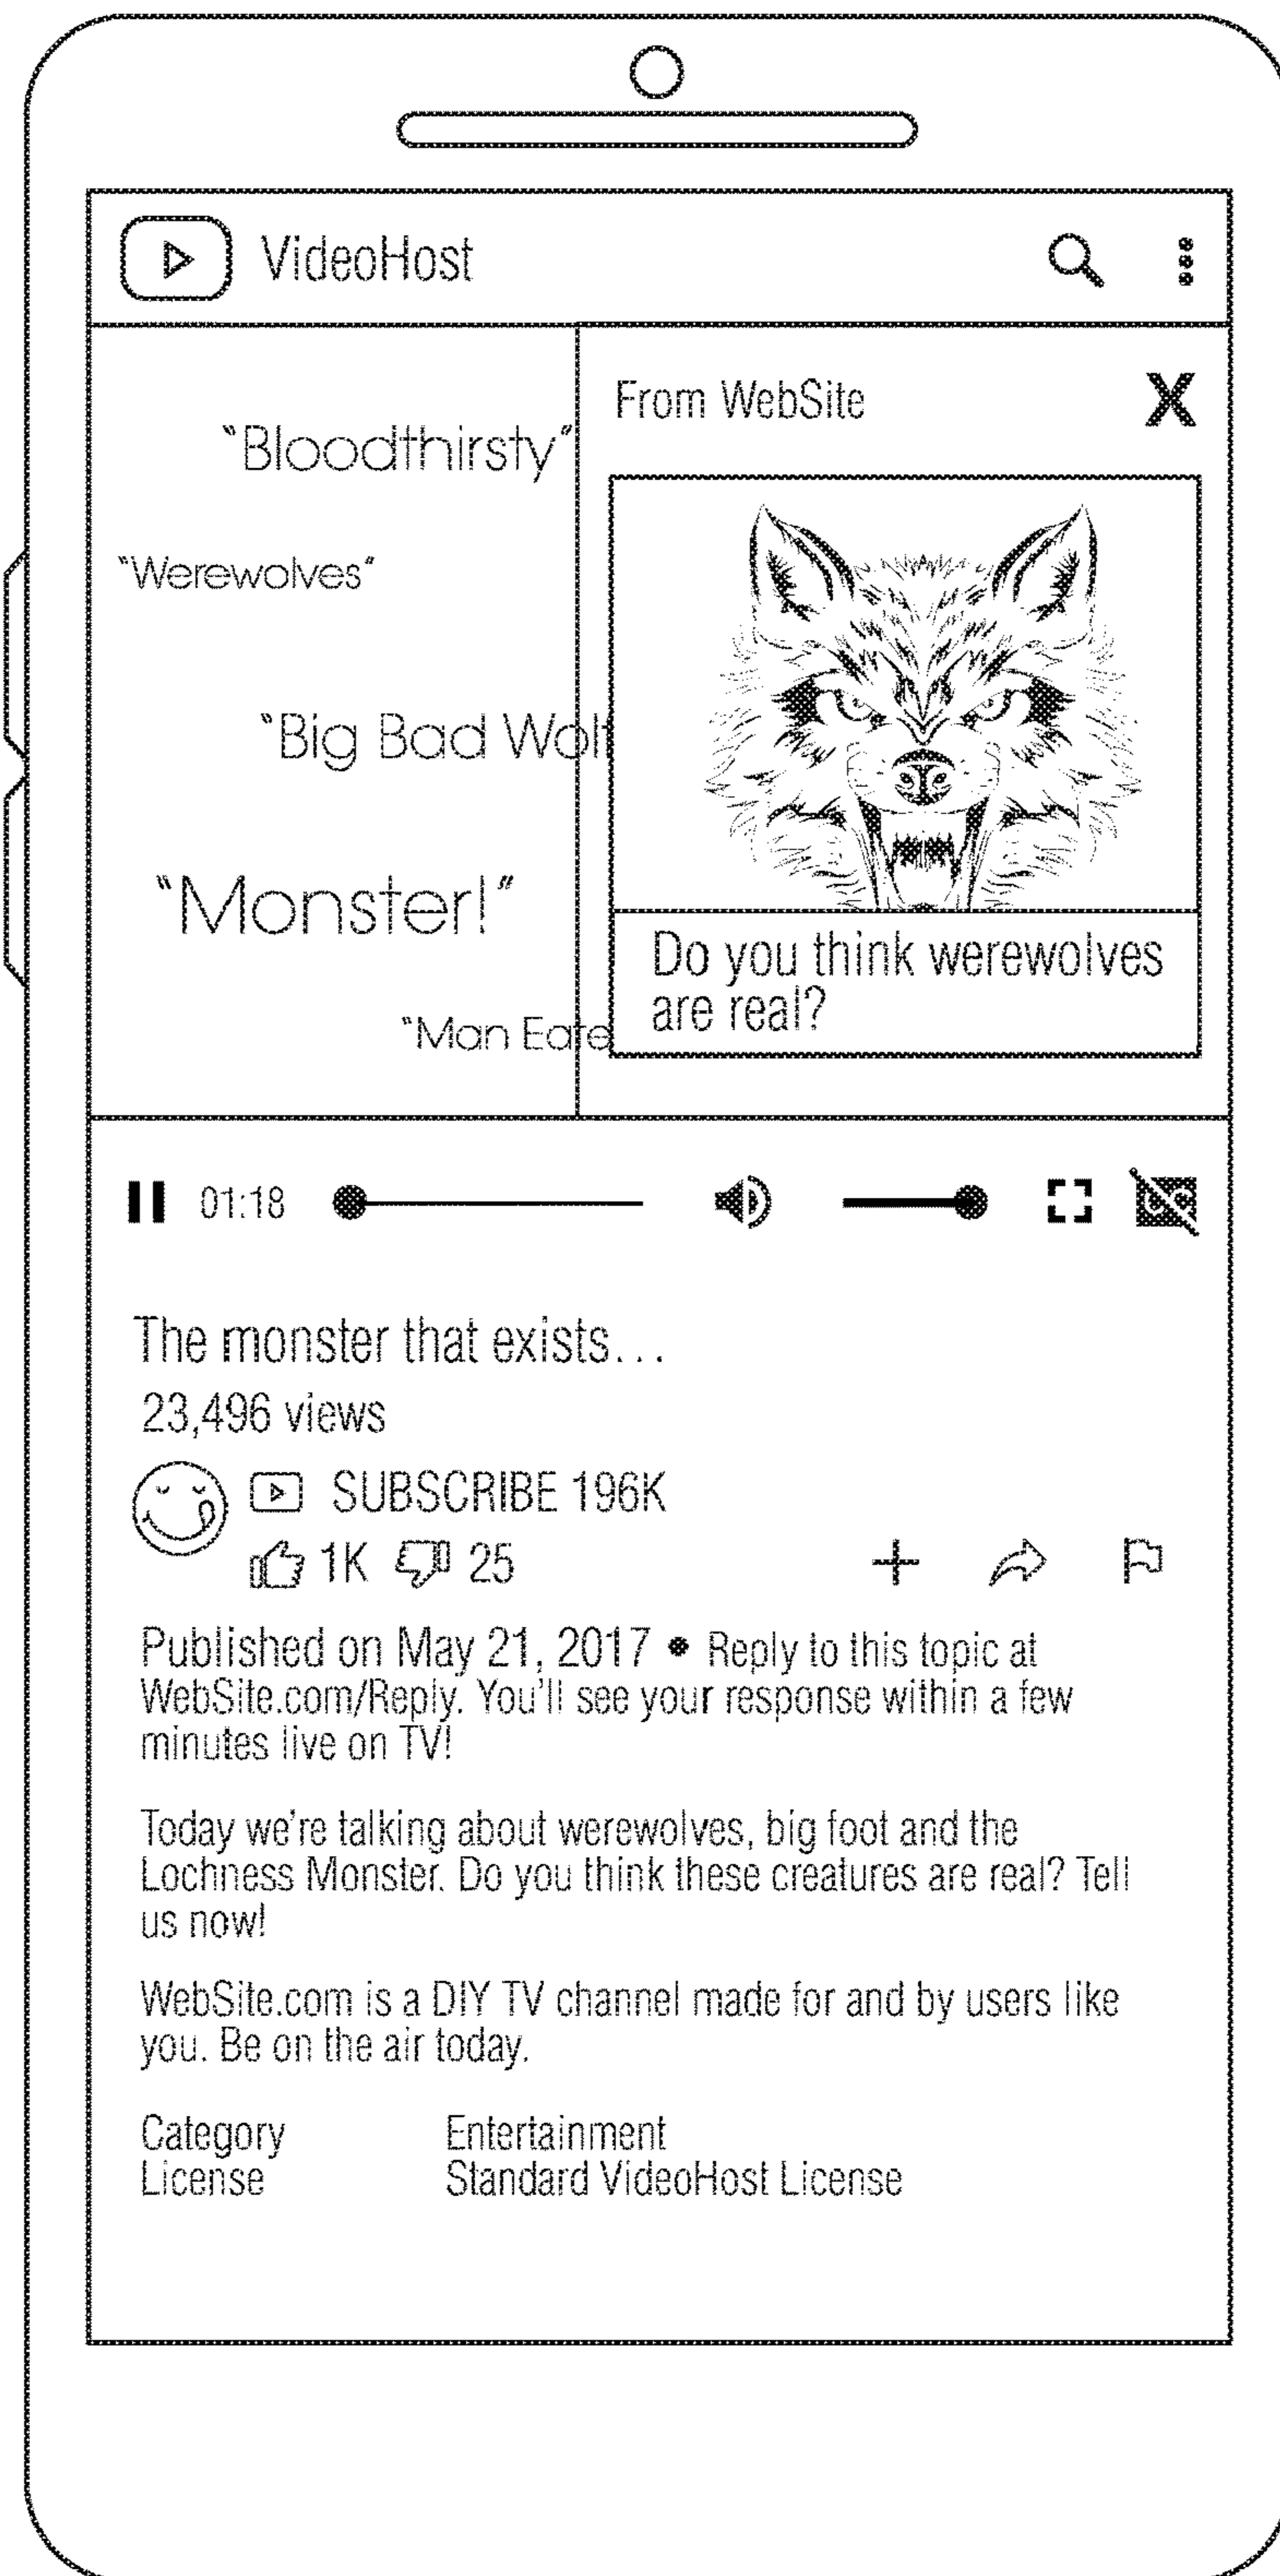 VideoHost
"Bloodthirsty"
"Werewolves"
"Big Bad Wol
"Monster!"
"Man Eate
From WebSite
X
Do you think werewolves
are real?
01:18
CC
The monster that exists...
23,496 views
SUBSCRIBE 196K
1K 25
Published on May 21, 2017 • Reply to this topic at
WebSite.com/Reply. You'll see your response within a few
minutes live on TV!
Today we're talking about werewolves, big foot and the
Lochness Monster. Do you think these creatures are real? Tell
us now!
WebSite.com is a DIY TV channel made for and by users like
you. Be on the air today.
Category Entertainment
License Standard VideoHost License